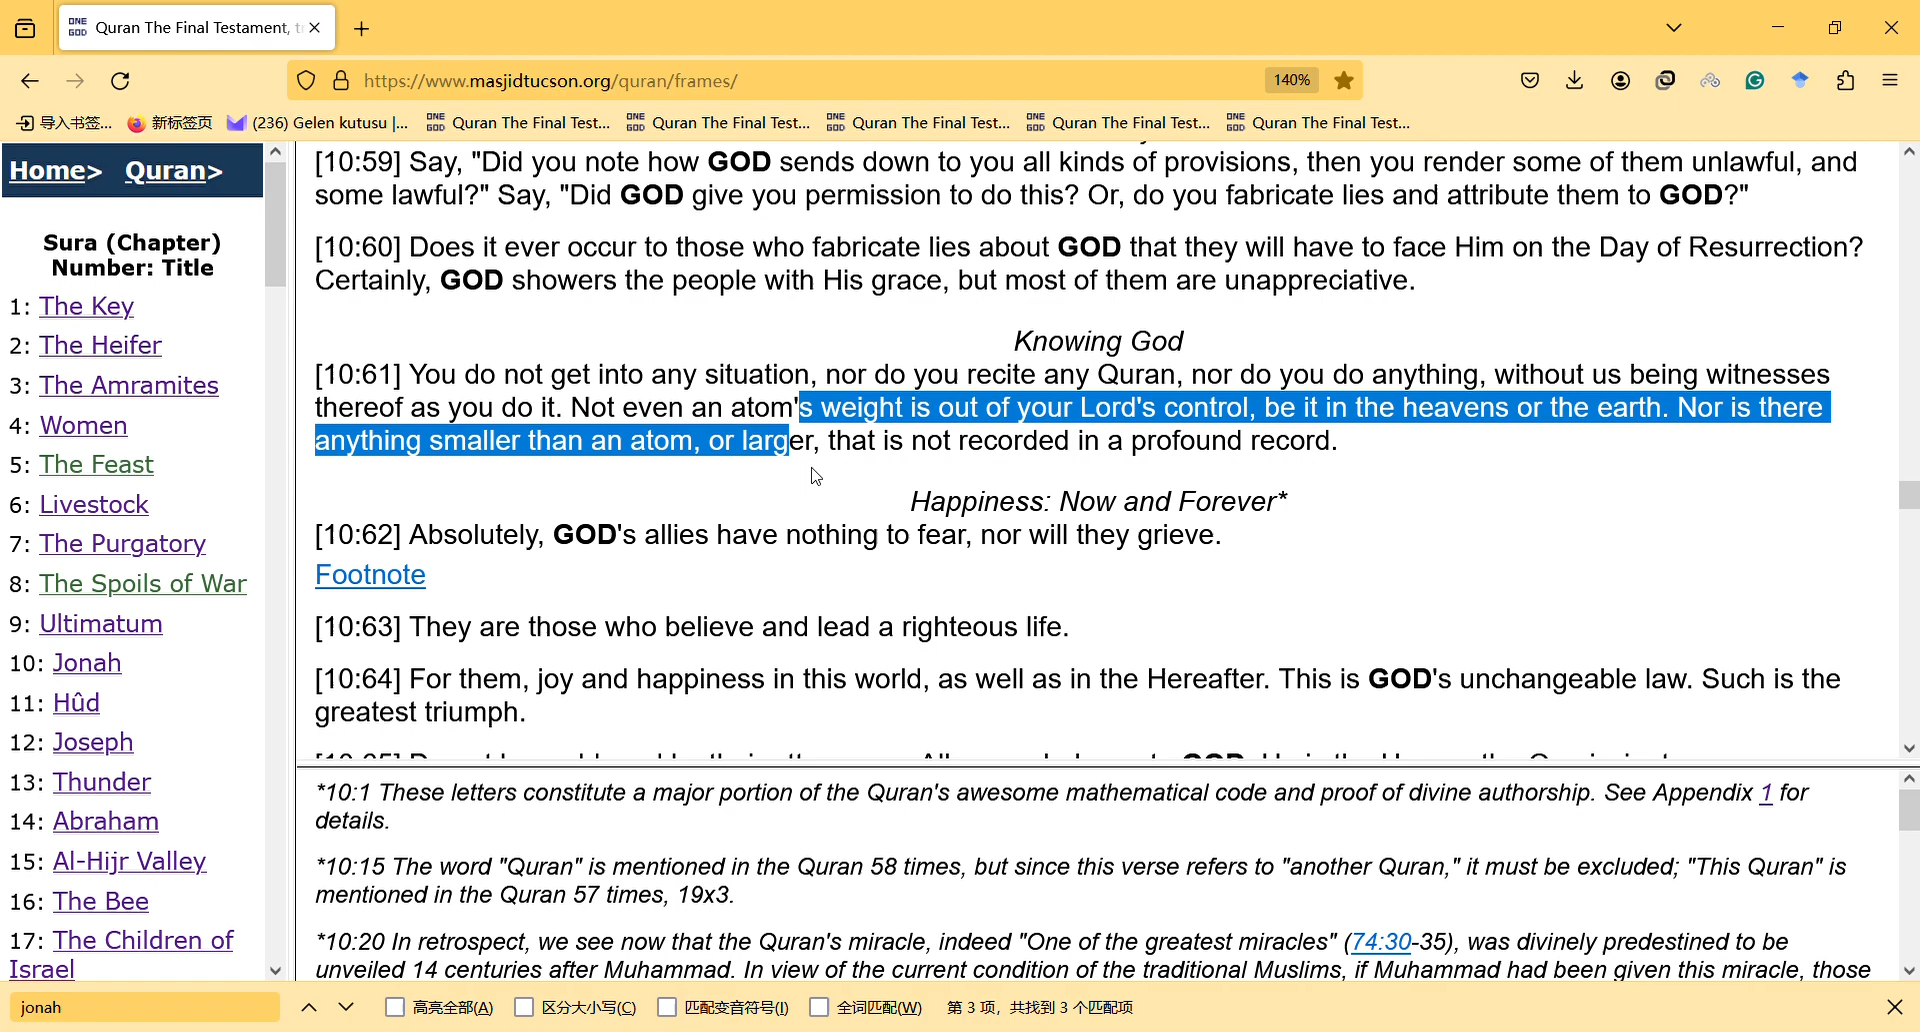 ONE GOD Quran The Final Testament, t
https://www.masjidtucson.org/quran/frames/
140%
导入书签... 新标签页 (236) Gelen kutusu |... ONE GOD Quran The Final Test... ONE GOD Quran The Final Test... ONE GOD Quran The Final Test... ONE GOD Quran The Final Test... ONE GOD Quran The Final Test...
Home> Quran>
Sura (Chapter)
Number: Title
1: The Key
2: The Heifer
3: The Amramites
4: Women
5: The Feast
6: Livestock
7: The Purgatory
8: The Spoils of War
9: Ultimatum
10: Jonah
11: Hûd
12: Joseph
13: Thunder
14: Abraham
15: Al-Hijr Valley
16: The Bee
17: The Children of
Israel
[10:59] Say, "Did you note how GOD sends down to you all kinds of provisions, then you render some of them unlawful, and
some lawful?" Say, "Did GOD give you permission to do this? Or, do you fabricate lies and attribute them to GOD?"
[10:60] Does it ever occur to those who fabricate lies about GOD that they will have to face Him on the Day of Resurrection?
Certainly, GOD showers the people with His grace, but most of them are unappreciative.
Knowing God
[10:61] You do not get into any situation, nor do you recite any Quran, nor do you do anything, without us being witnesses
thereof as you do it. Not even an atom's weight is out of your Lord's control, be it in the heavens or the earth. Nor is there
anything smaller than an atom, or larger, that is not recorded in a profound record.
Happiness: Now and Forever*
[10:62] Absolutely, GOD's allies have nothing to fear, nor will they grieve.
Footnote
[10:63] They are those who believe and lead a righteous life.
[10:64] For them, joy and happiness in this world, as well as in the Hereafter. This is GOD's unchangeable law. Such is the
greatest triumph.
*10:1 These letters constitute a major portion of the Quran's awesome mathematical code and proof of divine authorship. See Appendix 1 for
details.
*10:15 The word "Quran" is mentioned in the Quran 58 times, but since this verse refers to "another Quran," it must be excluded; "This Quran" is
mentioned in the Quran 57 times, 19x3.
*10:20 In retrospect, we see now that the Quran's miracle, indeed "One of the greatest miracles" (74:30-35), was divinely predestined to be
unveiled 14 centuries after Muhammad. In view of the current condition of the traditional Muslims, if Muhammad had been given this miracle, those
jonah 高亮全部(A) 区分大小写(C) 匹配变音符号(I) 全词匹配(W) 第 3 项，共找到 3 个匹配项